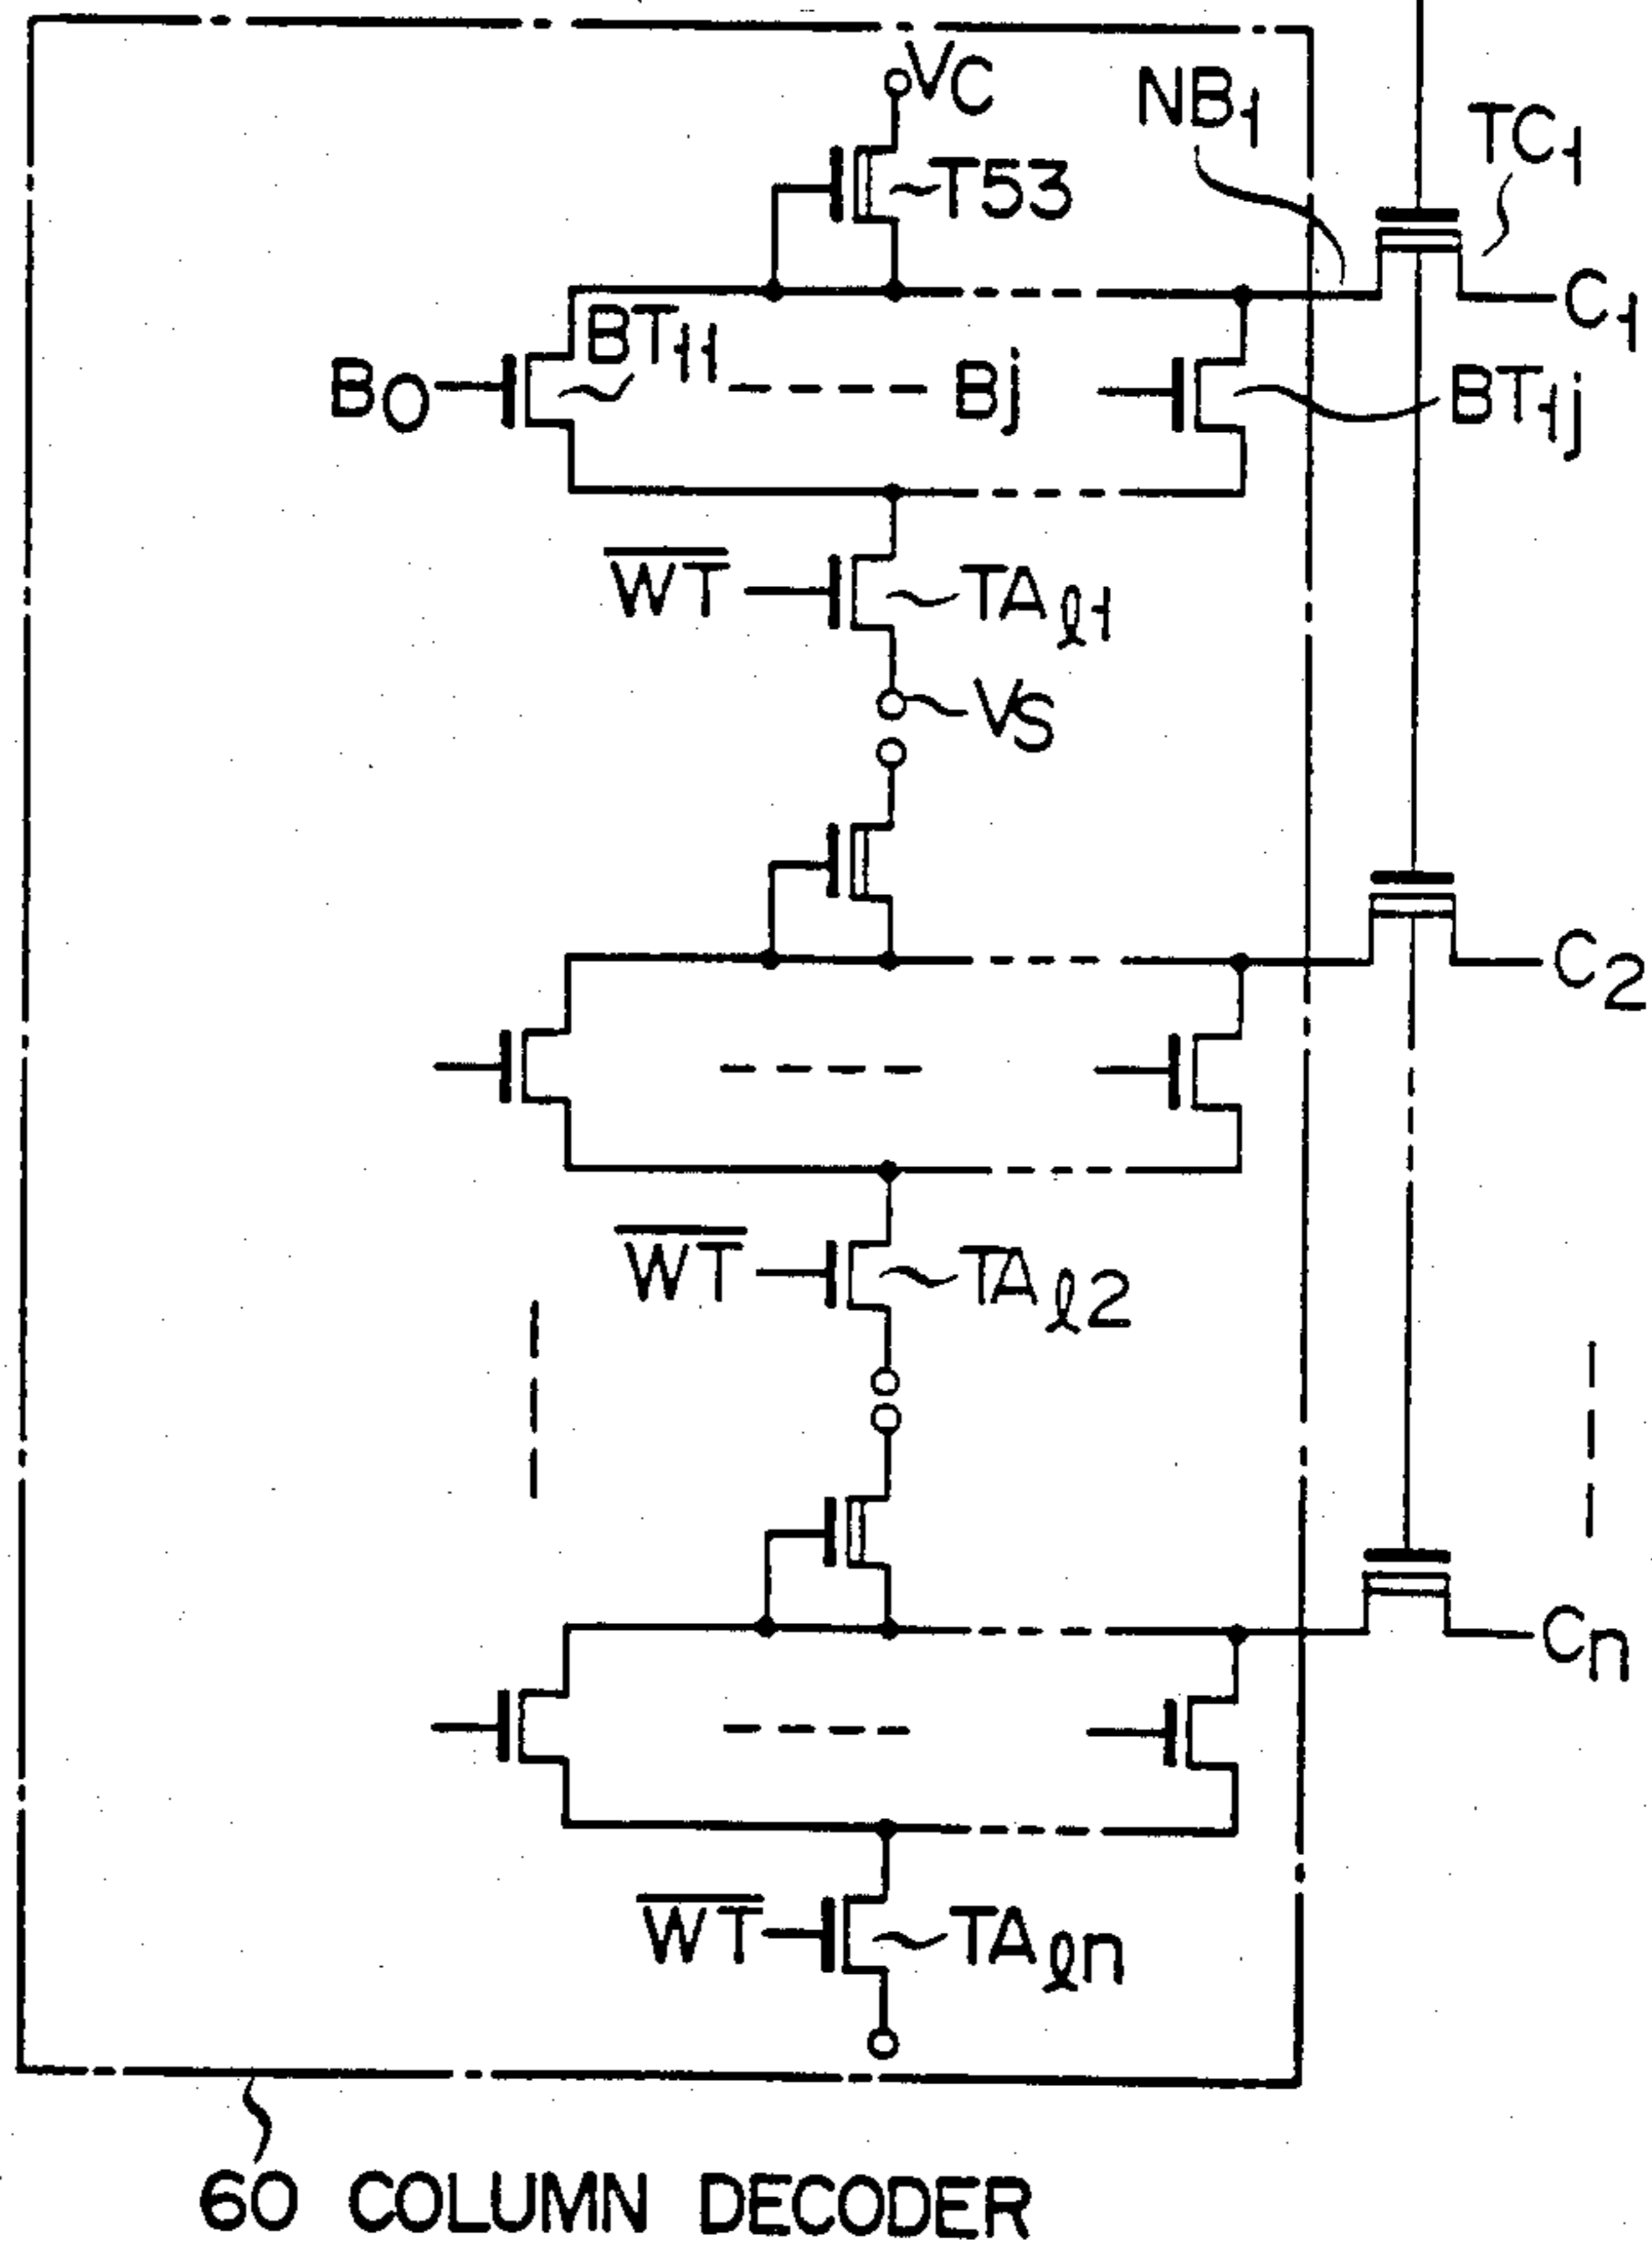 VC
NB1
TC1
T53
C1
BT11
B0
Bj
BT1j
WT
TAℓ1
VS
C2
WT
TAℓ2
Cn
WT
TAℓn
60 COLUMN DECODER